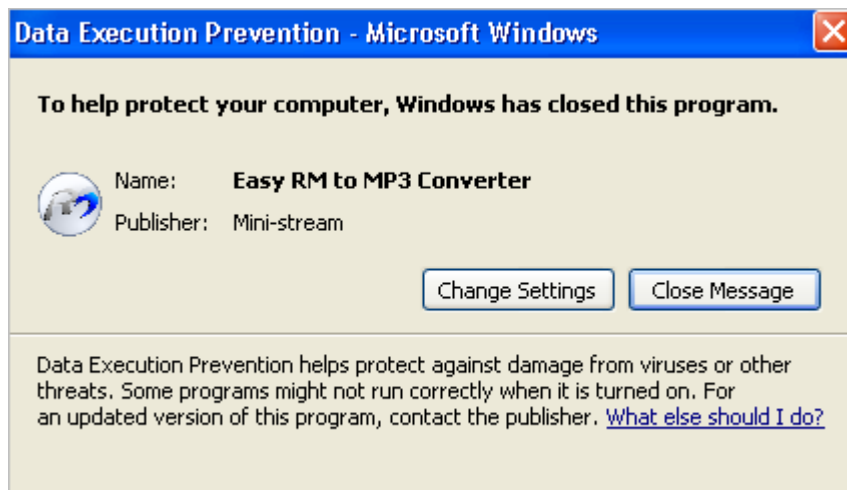 Data Execution Prevention - Microsoft Windows
To help protect your computer, Windows has closed this program.
Name: Easy RM to MP3 Converter
Publisher: Mini-stream
Change Settings Close Message
Data Execution Prevention helps protect against damage from viruses or other
threats. Some programs might not run correctly when it is turned on. For
an updated version of this program, contact the publisher. What else should I do?